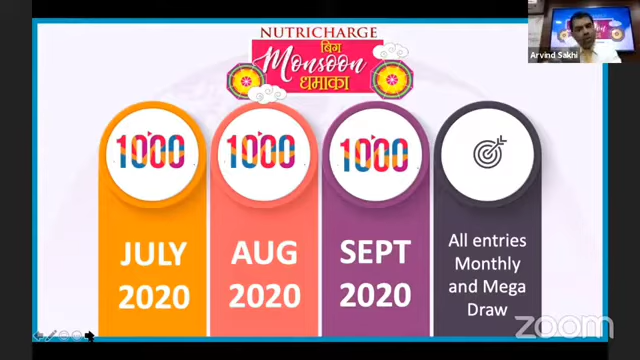 NUTRICHARGE
बिग
Monsoon
धमाका
Arvind Sakhi
1000
1000
1000
JULY
2020
AUG
2020
SEPT
2020
All entries
Monthly
and Mega
Draw
zoom